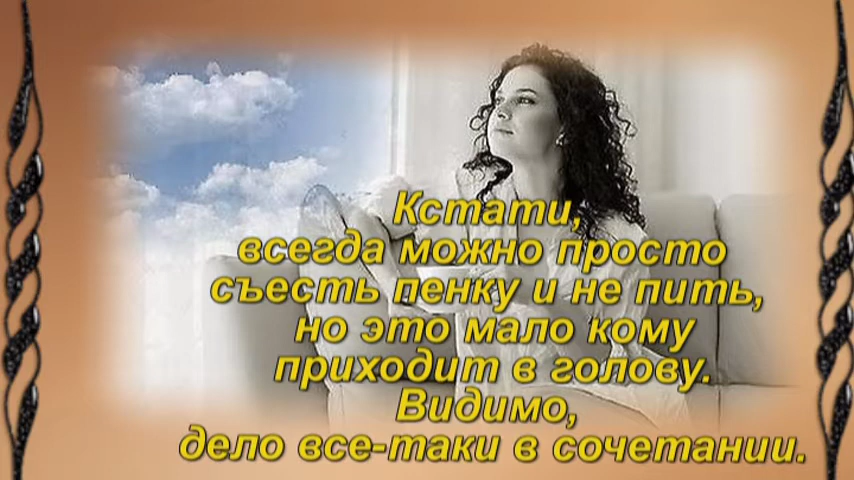 Кстати,
всегда можно просто
съесть пенку и не пить,
но это мало кому
приходит в голову.
Видимо,
дело все-таки в сочетании.